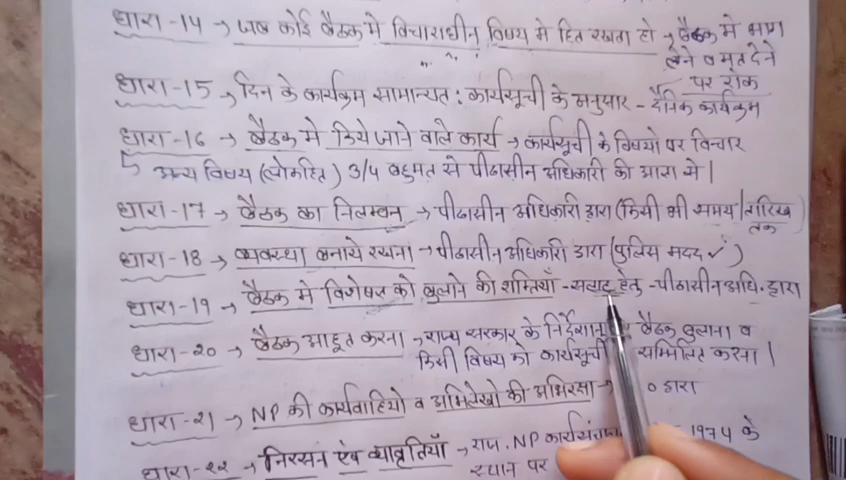 धारा-14 → जब कोई बैठक मे विचाराधीन विषय मे हित रखता हो → बैठक मे भाग
लेने व मत देने
पर रोक
धारा-15 → दिन के कार्यक्रम सामान्यत: कार्यसूची के अनुसार - दैनिक कार्यक्रम
धारा-16 → बैठक मे किये जाने वाले कार्य → कार्यसूची के विषयो पर विचार
↳ अन्य विषय (लोकहित) 3/4 बहुमत से पीठासीन अधिकारी की आज्ञा से |
धारा-17 → बैठक का निलम्बन → पीठासीन अधिकारी द्वारा (किसी भी समय/तारिख
तक)
धारा-18 → व्यवस्था बनाये रखना → पीठासीन अधिकारी द्वारा (पुलिस मदद ✓)
धारा-19 → बैठक मे विशेषज्ञ को बुलाने की शक्तियाँ - सलाह हेतु - पीठासीन अधि. द्वारा
धारा-20 → बैठक आहूत करना → राज्य सरकार के बैठक बुलाना व
किसी विषय को कार्यसूची सम्मिलित करना |
धारा-21 → NP की कार्यवाहियो व अभिलेखो की अभिरक्षा → द्वारा
धारा-22 → निरसन एंव व्यावृतियाँ → राज. NP 1974 के
स्थान पर